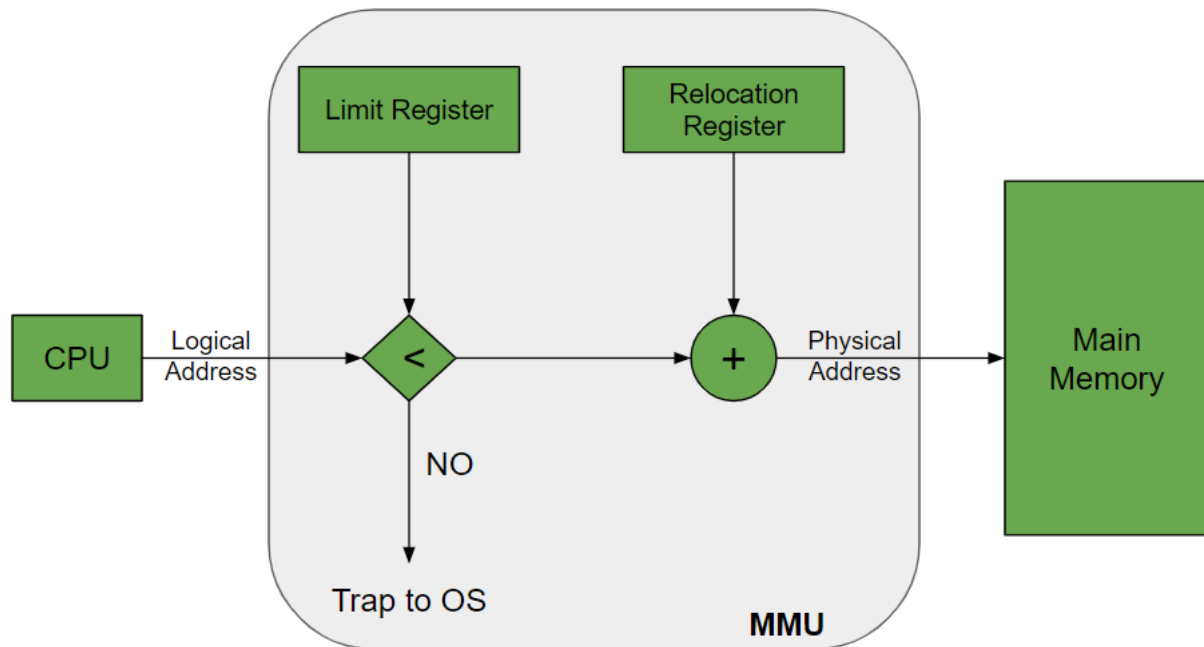 Limit Register
Relocation
Register
CPU
Logical
Address
<
+
Physical
Address
Main
Memory
NO
Trap to OS
MMU